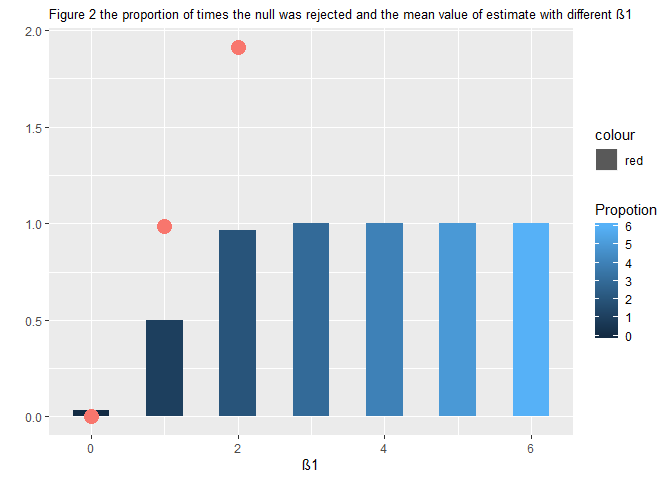 Figure 2 the proportion of times the null was rejected and the mean value of estimate with different ß1
2.0
1.5
1.0
0.5
0.0
0 2 4 6
ß1
colour
red
Propotion
6
5
4
3
2
1
0